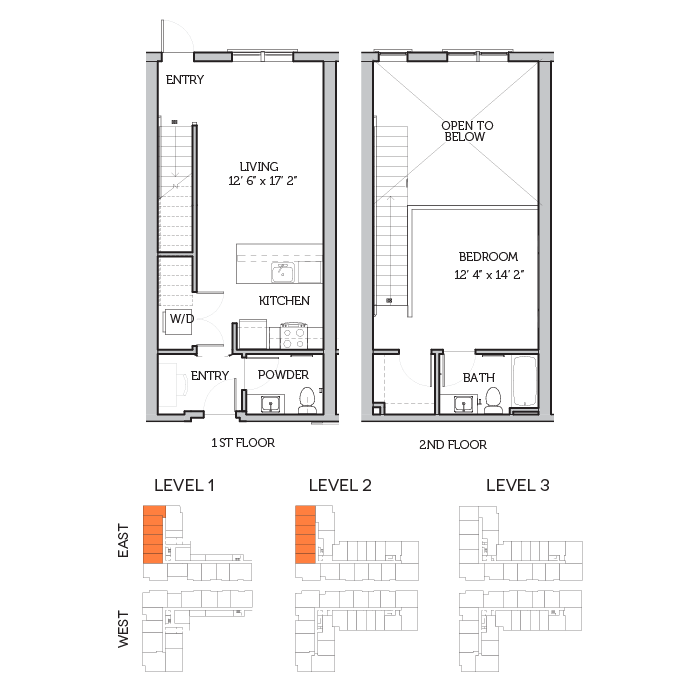 ENTRY
LIVING
12' 6" x 17' 2"
KITCHEN
W/D
ENTRY
POWDER
1 ST FLOOR
OPEN TO
BELOW
BEDROOM
12' 4" x 14' 2"
BATH
2ND FLOOR
LEVEL 1
LEVEL 2
LEVEL 3
EAST
WEST